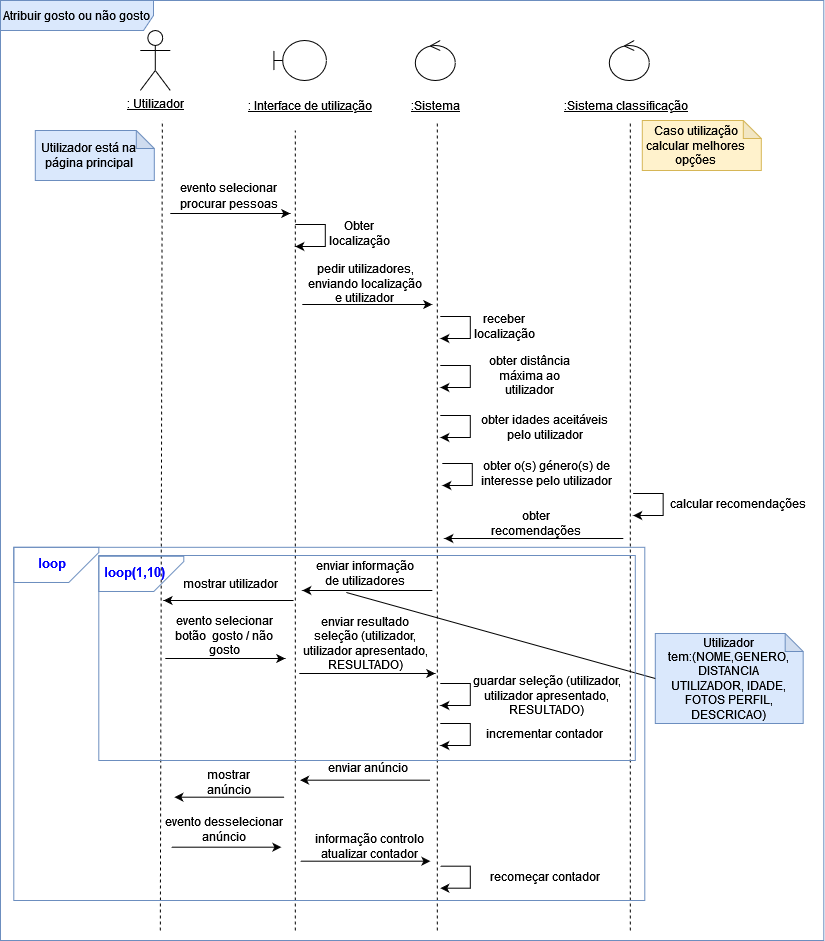 Atribuir gosto ou não gosto
: Utilizador
: Interface de utilização
:Sistema
:Sistema classificação
Utilizador está na
página principal
Caso utilização
calcular melhores
opções
evento selecionar
procurar pessoas
Obter
localização
pedir utilizadores,
enviando localização
e utilizador
receber
localização
obter distância
máxima ao
utilizador
obter idades aceitáveis
pelo utilizador
obter o(s) género(s) de
interesse pelo utilizador
calcular recomendações
obter
recomendações
loop
loop(1,10)
enviar informação
de utilizadores
mostrar utilizador
evento selecionar
botão gosto / não
gosto
enviar resultado
seleção (utilizador,
utilizador apresentado,
RESULTADO)
Utilizador
tem:(NOME,GENERO,
DISTANCIA
UTILIZADOR, IDADE,
FOTOS PERFIL,
DESCRICAO)
guardar seleção (utilizador,
utilizador apresentado,
RESULTADO)
incrementar contador
enviar anúncio
mostrar
anúncio
evento desselecionar
anúncio
informação controlo
atualizar contador
recomeçar contador